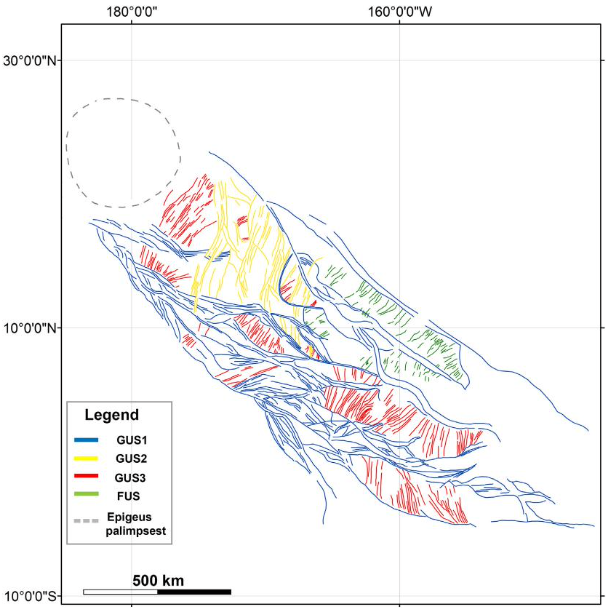 180°0'0"
160°0'0"W
30°0'0"N
10°0'0"N
Legend
GUS1
GUS2
GUS3
FUS
Epigeus
palimpsest
500 km
10°0'0"S